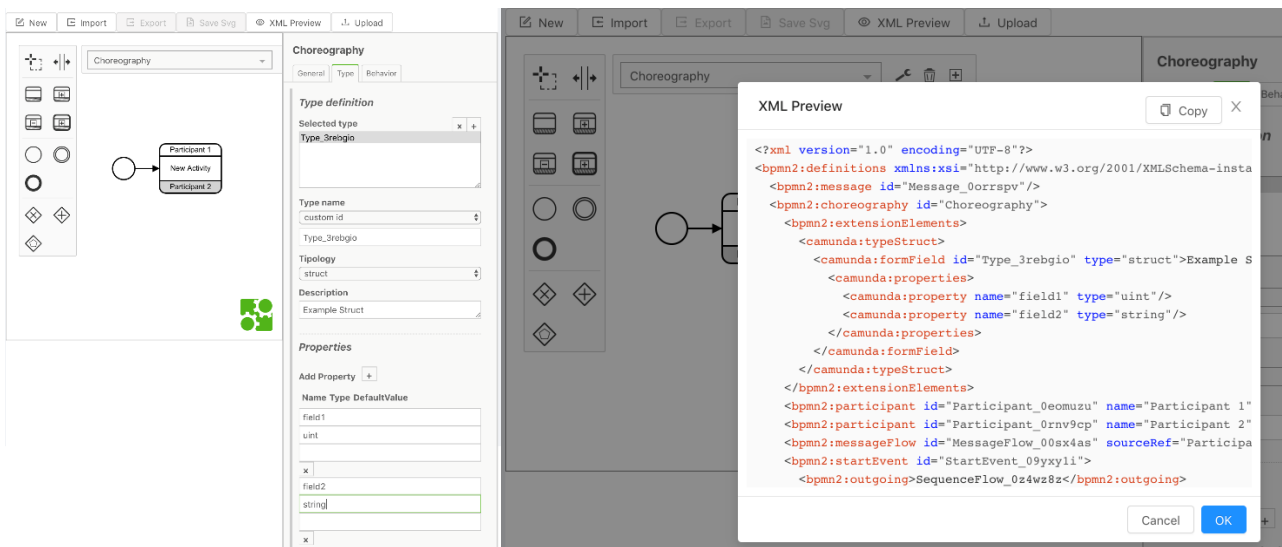 New Import Export Save Svg XML Preview Upload
Choreography
Participant 1
New Activity
Participant 2
Choreography
General Type Behavior
Type definition
Selected type x +
Type_3rebgio
Type name
custom id
Type_3rebgio
Tipology
struct
Description
Example Struct
Properties
Add Property +
Name Type DefaultValue
field1
uint
x
field2
string
x
New Import Export Save Svg XML Preview Upload
Choreography
Choreography
Beha
XML Preview
Copy
<?xml version="1.0" encoding="UTF-8"?>
<bpmn2:definitions xmlns:xsi="http://www.w3.org/2001/XMLSchema-insta
<bpmn2:message id="Message_0orrspv"/>
<bpmn2:choreography id="Choreography">
<bpmn2:extensionElements>
<camunda:typeStruct>
<camunda:formField id="Type_3rebgio" type="struct">Example S
<camunda:properties>
<camunda:property name="field1" type="uint"/>
<camunda:property name="field2" type="string"/>
</camunda:properties>
</camunda:formField>
</camunda:typeStruct>
</bpmn2:extensionElements>
<bpmn2:participant id="Participant_0eomuzu" name="Participant 1"
<bpmn2:participant id="Participant_0rnv9cp" name="Participant 2"
<bpmn2:messageFlow id="MessageFlow_00sx4as" sourceRef="Participa
<bpmn2:startEvent id="StartEvent_09yxy1i">
<bpmn2:outgoing>SequenceFlow_0z4wz8z</bpmn2:outgoing>
Cancel OK